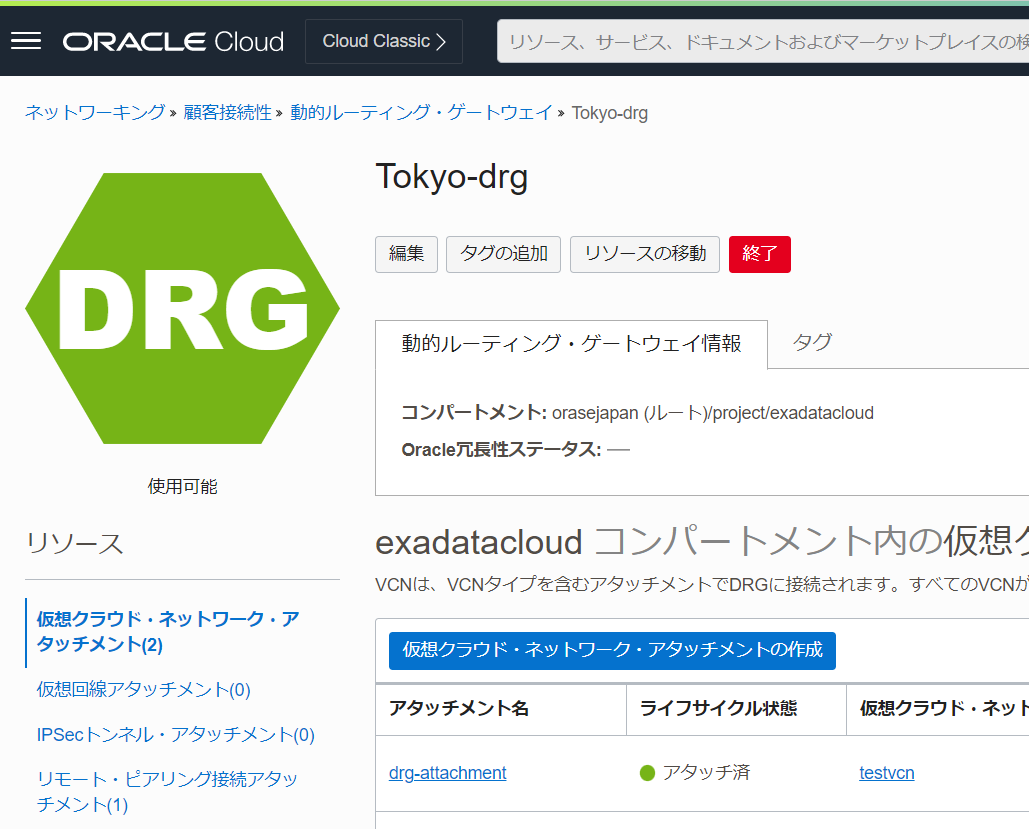 ORACLE Cloud
Cloud Classic
リソース、サービス、ドキュメントおよびマーケットプレイスの検
ネットワーキング » 顧客接続性 » 動的ルーティング・ゲートウェイ » Tokyo-drg
DRG
使用可能
Tokyo-drg
編集 タグの追加 リソースの移動 終了
動的ルーティング・ゲートウェイ情報 タグ
コンパートメント: orasejapan (ルート)/project/exadatacloud
Oracle冗長性ステータス: —
リソース
仮想クラウド・ネットワーク・ア
タッチメント(2)
仮想回線アタッチメント(0)
IPSecトンネル・アタッチメント(0)
リモート・ピアリング接続アタッ
チメント(1)
exadatacloud コンパートメント内の仮想ク
VCNは、VCNタイプを含むアタッチメントでDRGに接続されます。すべてのVCNが
仮想クラウド・ネットワーク・アタッチメントの作成
アタッチメント名 ライフサイクル状態 仮想クラウド・ネット
drg-attachment アタッチ済 testvcn